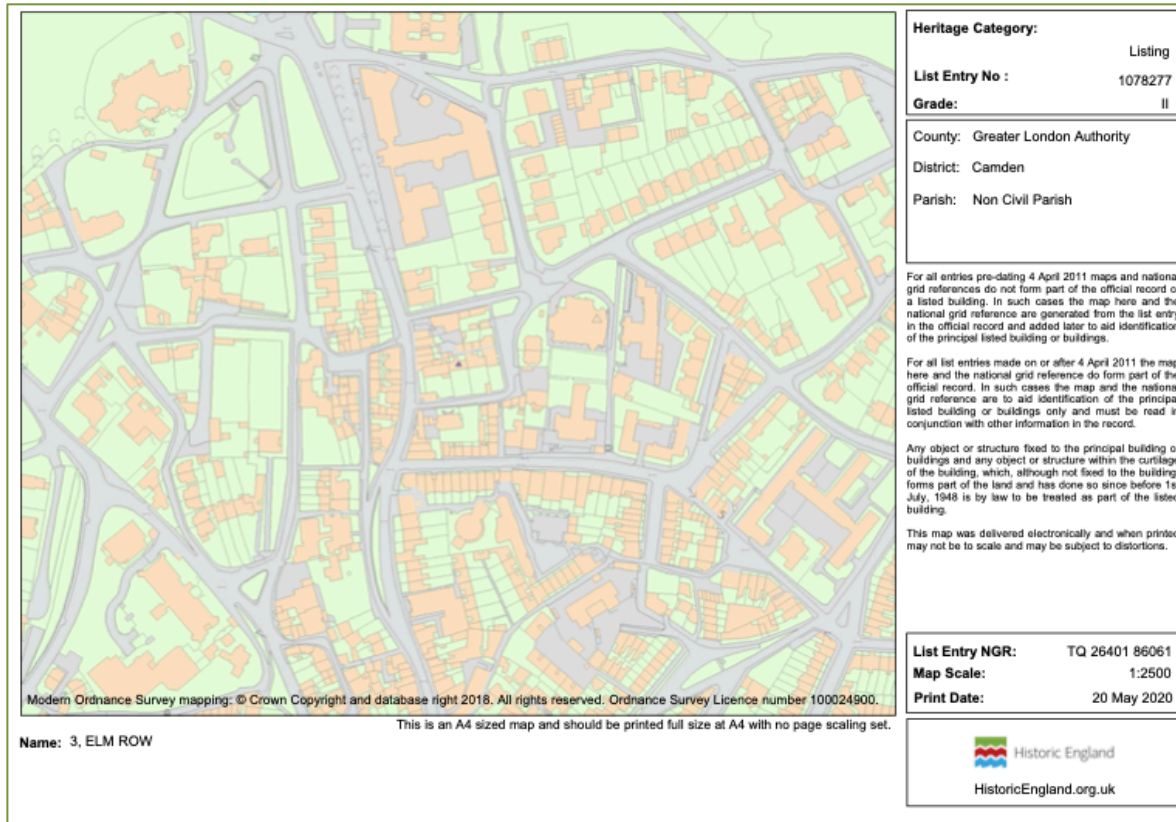 Heritage Category:
Listing
List Entry No :
1078277
Grade:
II
County: Greater London Authority
District: Camden
Parish: Non Civil Parish
For all entries pre-dating 4 April 2011 maps and nationa
grid references do not form part of the official record o
a listed building. In such cases the map here and the
national grid reference are generated from the list entry
in the official record and added later to aid identification
of the principal listed building or buildings.
For all list entries made on or after 4 April 2011 the map
here and the national grid reference do form part of the
official record. In such cases the map and the nationa
grid reference are to aid identification of the principa
listed building or buildings only and must be read in
conjunction with other information in the record.
Any object or structure fixed to the principal building o
buildings and any object or structure within the curtilage
of the building, which, although not fixed to the building
forms part of the land and has done so since before 1s
July, 1948 is by law to be treated as part of the listed
building.
This map was delivered electronically and when printed
may not be to scale and may be subject to distortions.
List Entry NGR: TQ 26401 86061
Map Scale: 1:2500
Print Date: 20 May 2020
Historic England
HistoricEngland.org.uk
Modern Ordnance Survey mapping: © Crown Copyright and database right 2018. All rights reserved. Ordnance Survey Licence number 100024900.
This is an A4 sized map and should be printed full size at A4 with no page scaling set.
Name: 3, ELM ROW